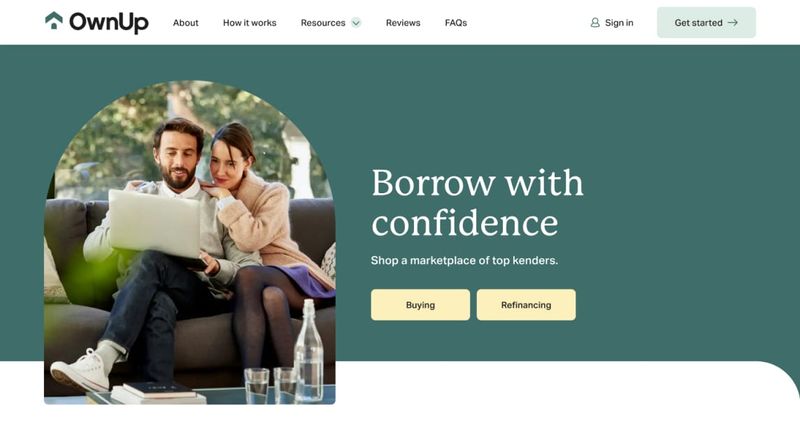 OwnUp
About
How it works
Resources
Reviews
FAQs
Sign in
Get started
Borrow with
confidence
Shop a marketplace of top kenders.
Buying
Refinancing